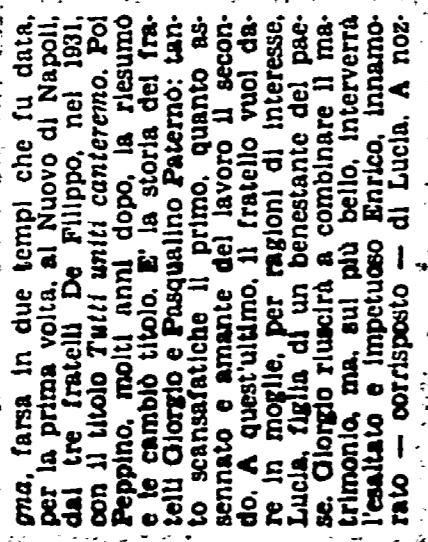 gna, farsa in due tempi che fu data,
per la prima volta, al Nuovo di Napoli,
dai tre fratelli De Filippo, nel 1931,
con il titolo Tutti uniti canteremo. Poi
Peppino, molti anni dopo, la riesumò
e le cambiò titolo. E' la storia dei fra-
telli Giorgio e Pasqualino Paternò: tan-
to scansafatiche il primo, quanto as-
sennato e amante del lavoro il secon-
do. A quest'ultimo, il fratello vuol da-
re in moglie, per ragioni di interesse,
Lucia, figlia di un benestante del pae-
se. Giorgio riuscirà a combinare il ma-
trimonio, ma, sul più bello, interverrà
l'esaltato e impetuoso Enrico, innamo-
rato — corrisposto — di Lucia. A noz-